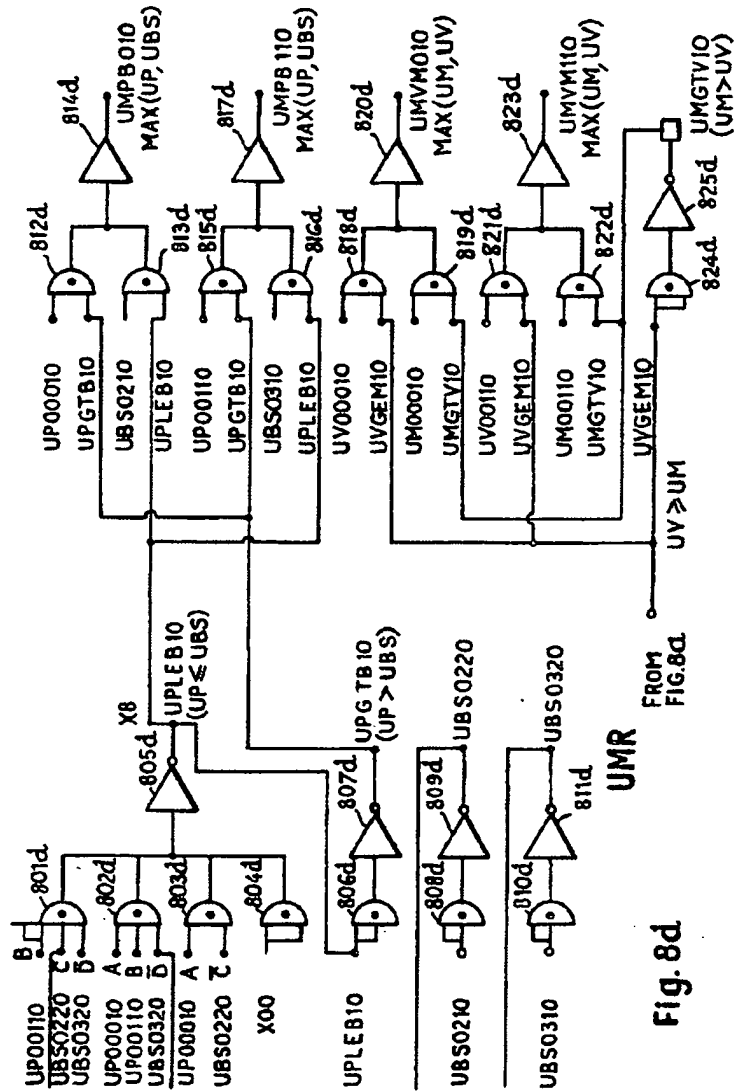 UP00110
UBS0220
UBS0320
UP00010
UP00110
UBS0320
UP00010
UBS0220
X00
UPLEB10
UBS0210
UBS0310
B
C̅
D̅
A
B
D̅
A
C̅
801d
802d
803d
804d
805d
X8
UPLEB10
(UP ≤ UBS)
806d
807d
UPGTB10
(UP > UBS)
808d
809d
UBS0220
810d
811d
UBS0320
UMR
FROM
FIG.8a
UV ≥ UM
UP00010
UPGTB10
UBS0210
UPLEB10
UP00110
UPGTB10
UBS0310
UPLEB10
UV00010
UVGEM10
UM00010
UMGTV10
UV00110
UVGEM10
UM00110
UMGTV10
UVGEM10
812d
813d
814d
UMPB010
MAX(UP, UBS)
815d
816d
817d
UMPB110
MAX(UP, UBS)
818d
819d
820d
UMVM010
MAX(UM, UV)
821d
822d
823d
UMVM110
MAX(UM, UV)
824d
825d
UMGTV10
(UM>UV)
Fig. 8d